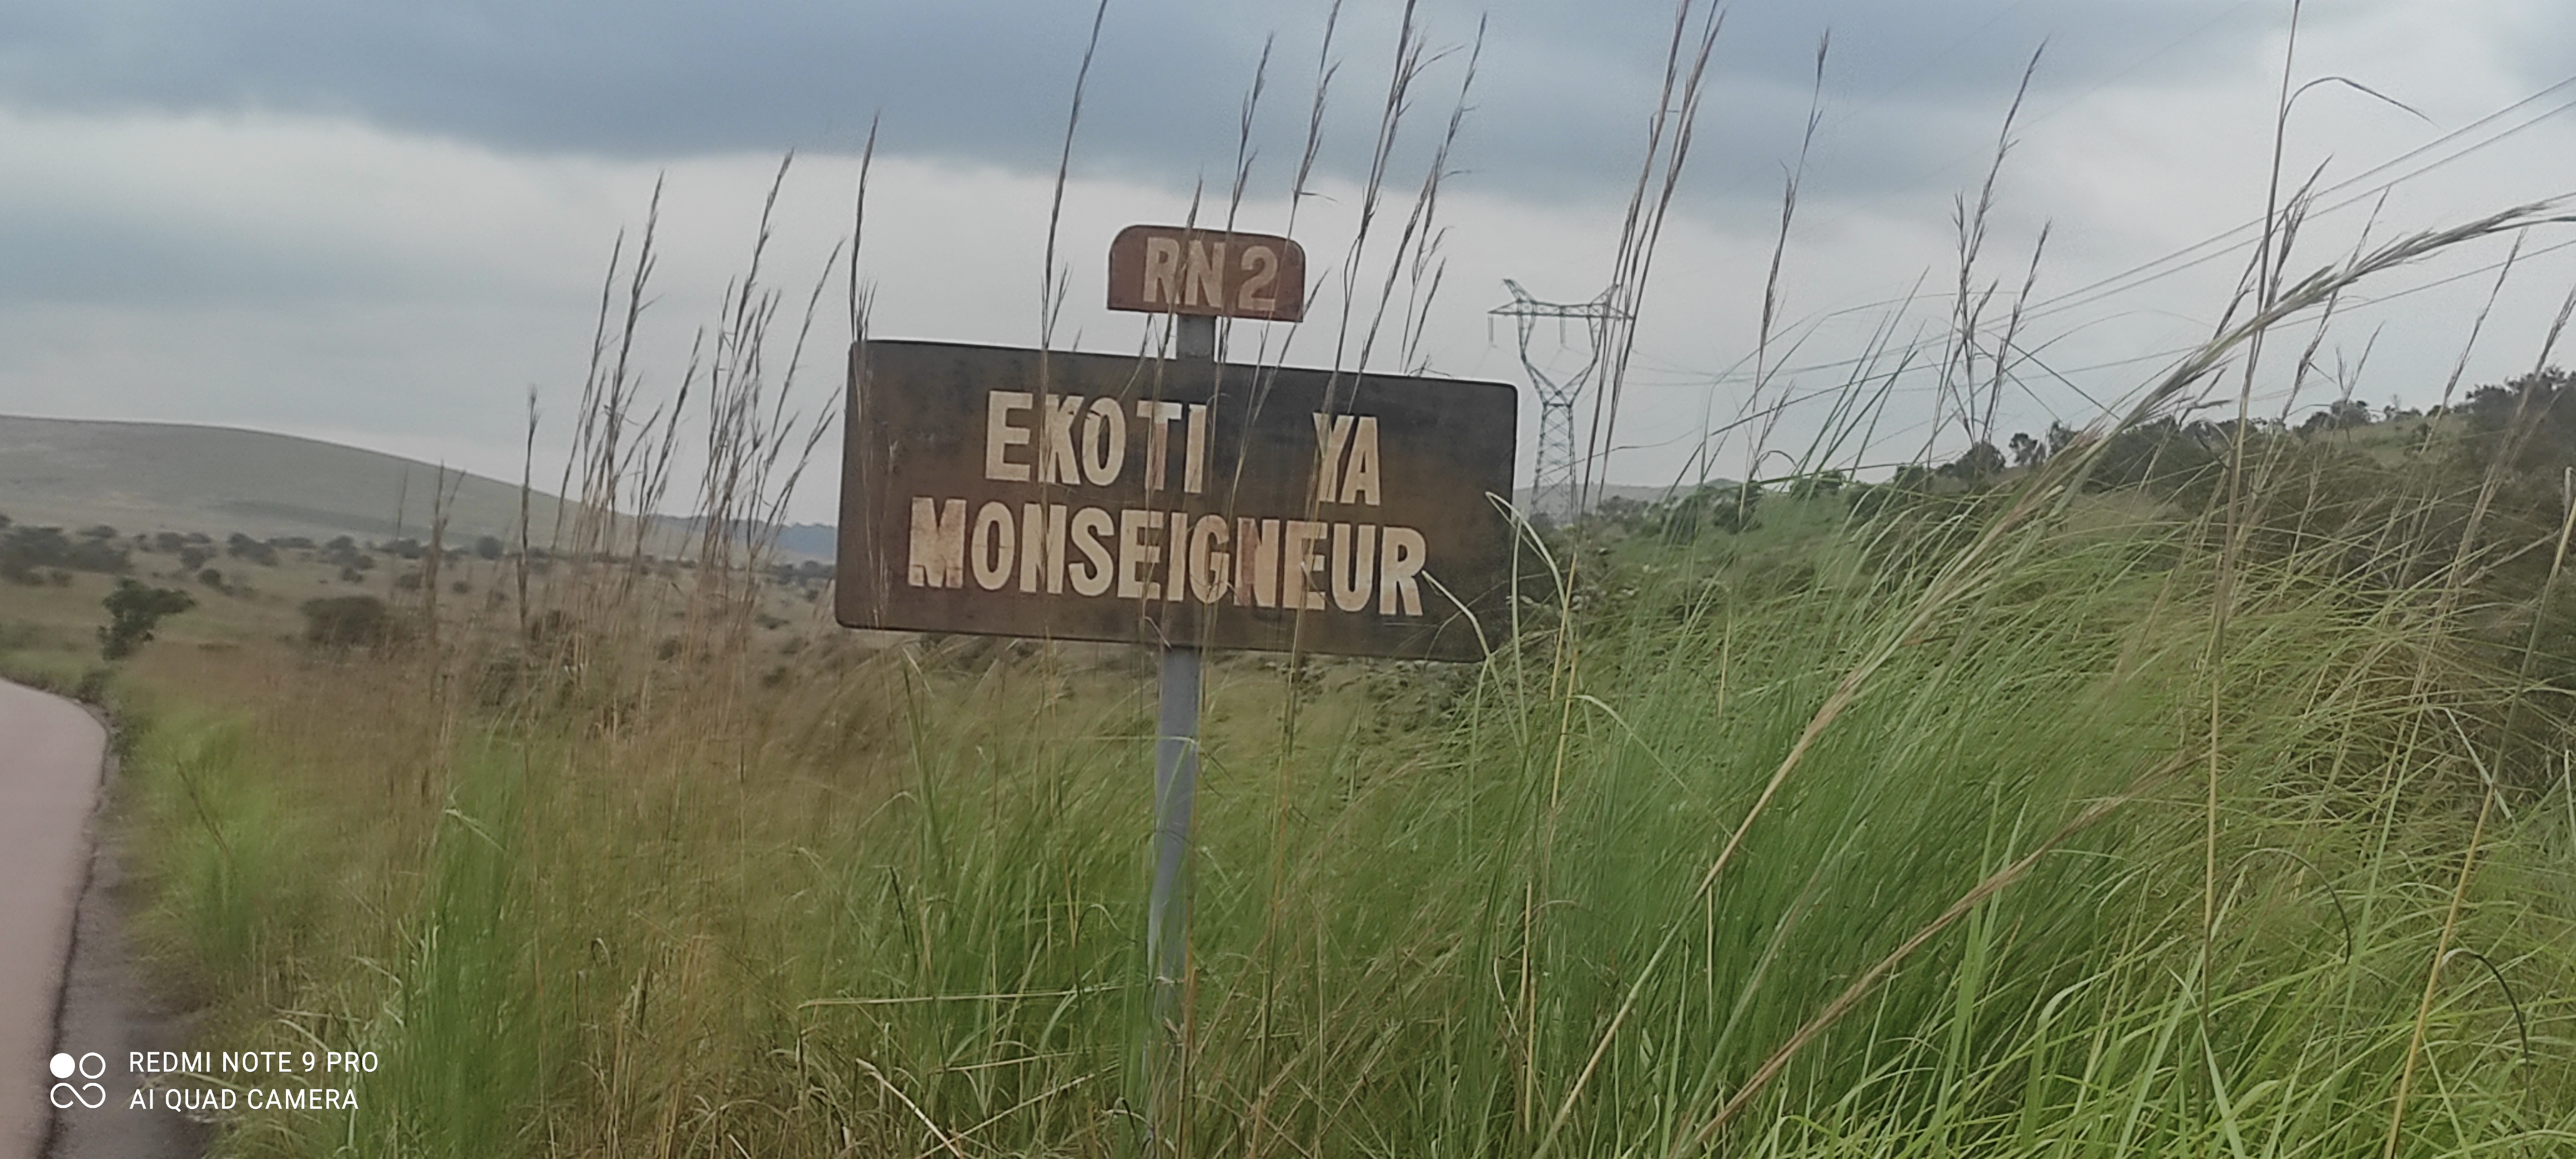 RN 2
EKOTI YA
MONSEIGNEUR
REDMI NOTE 9 PRO
AI QUAD CAMERA